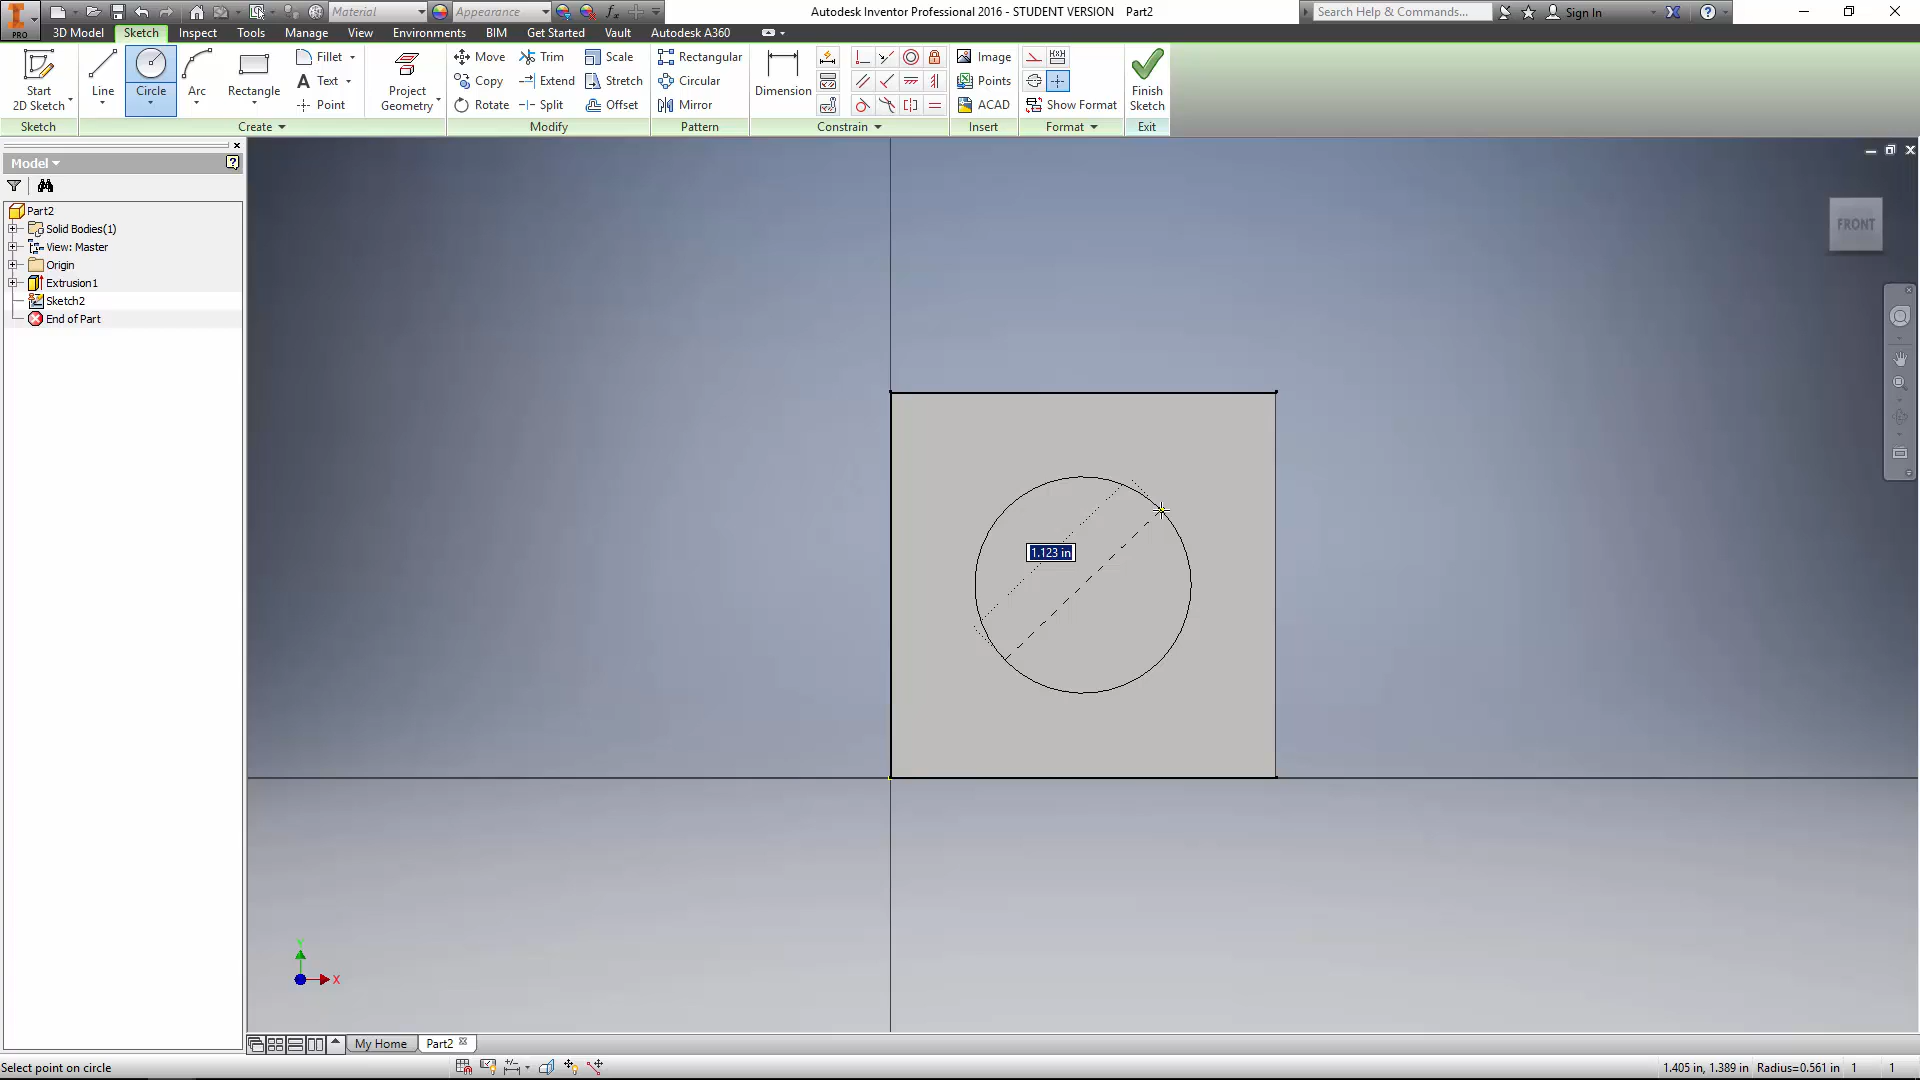 Material
Appearance
Autodesk Inventor Professional 2016 - STUDENT VERSION Part2
Search Help & Commands...
Sign In
PRO
3D Model
Sketch
Inspect
Tools
Manage
View
Environments
BIM
Get Started
Vault
Autodesk A360
Start
2D Sketch
Line
Circle
Arc
Rectangle
Fillet
Text
Point
Project
Geometry
Move
Copy
Rotate
Trim
Extend
Split
Scale
Stretch
Offset
Rectangular
Circular
Mirror
Dimension
Image
Points
ACAD
Show Format
Finish
Sketch
Sketch
Create
Modify
Pattern
Constrain
Insert
Format
Exit
Model
Part2
Solid Bodies(1)
View: Master
Origin
Extrusion1
Sketch2
End of Part
FRONT
1.123 in
Y
X
My Home
Part2
Select point on circle
1.405 in, 1.389 in Radius=0.561 in 1 1